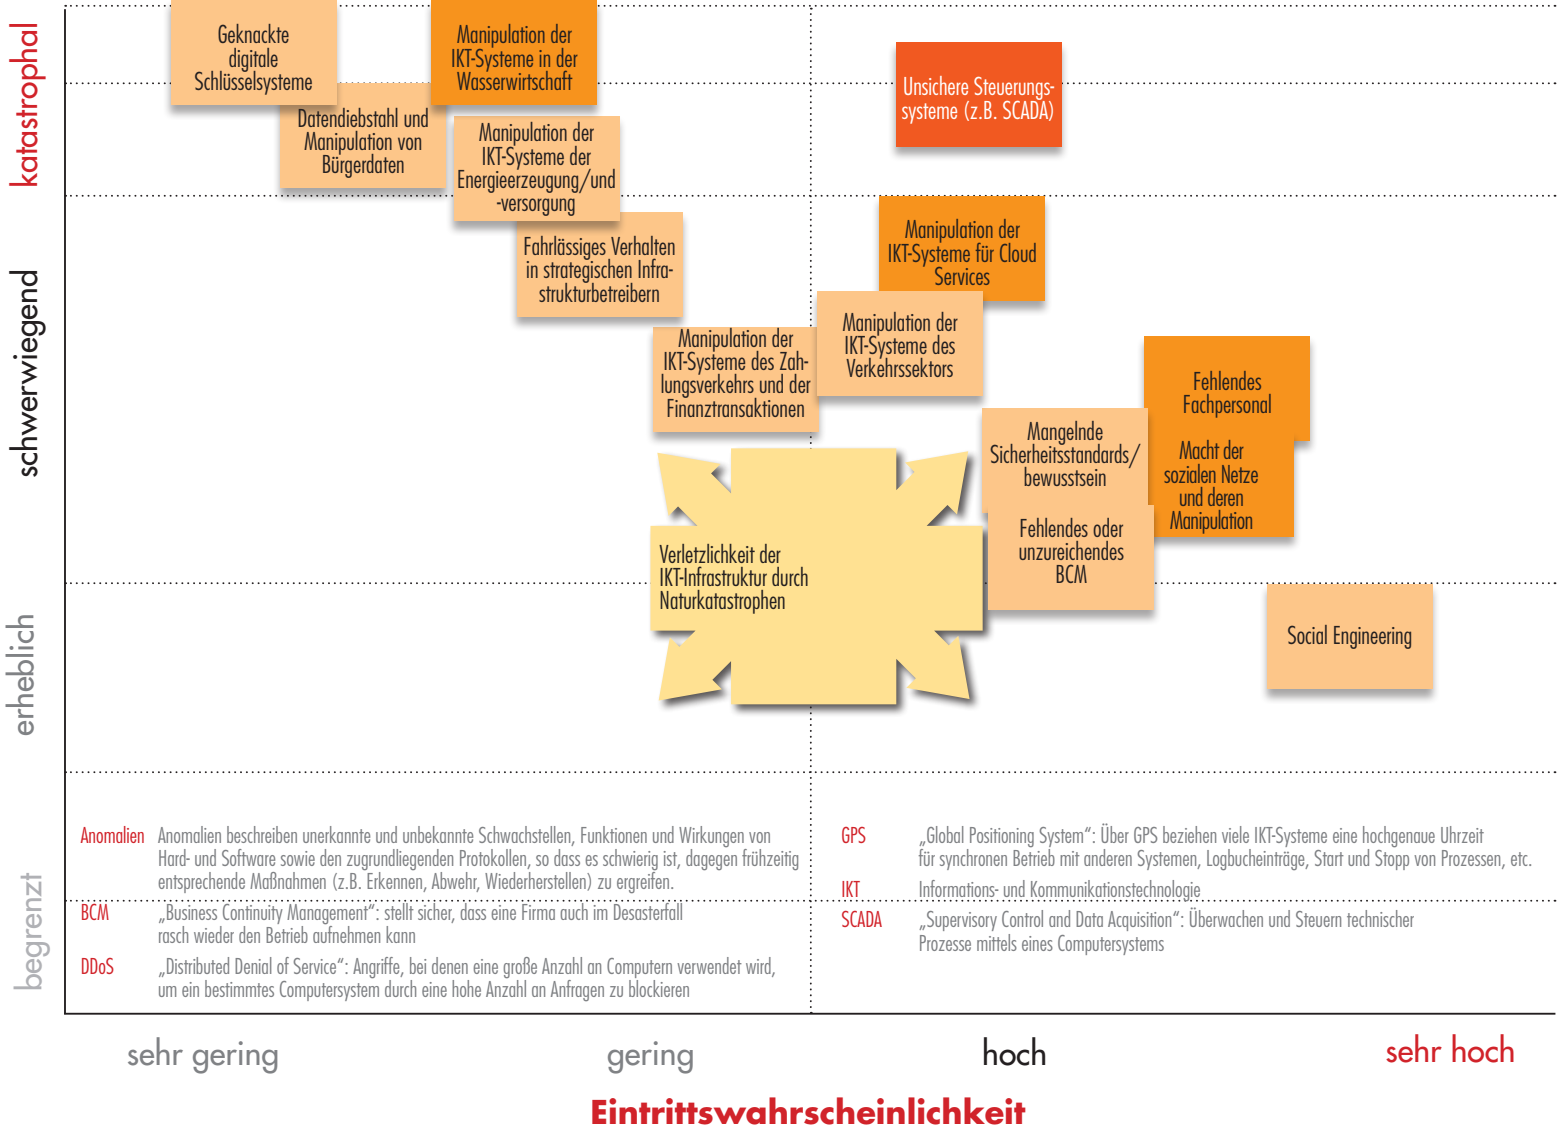 katastrophal
schwerwiegend
erheblich
begrenzt
Geknackte
digitale
Schlüsselsysteme
Manipulation der
IKT-Systeme in der
Wasserwirtschaft
Unsichere Steuerungs-
systeme (z.B. SCADA)
Datendiebstahl und
Manipulation von
Bürgerdaten
Manipulation der
IKT-Systeme der
Energieerzeugung/und
-versorgung
Fahrlässiges Verhalten
in strategischen Infra-
strukturbetreibern
Manipulation der
IKT-Systeme für Cloud
Services
Manipulation der
IKT-Systeme des
Verkehrssektors
Manipulation der
IKT-Systeme des Zah-
lungsverkehrs und der
Finanztransaktionen
Fehlendes
Fachpersonal
Mangelnde
Sicherheitsstandards/
bewusstsein
Macht der
sozialen Netze
und deren
Manipulation
Fehlendes oder
unzureichendes
BCM
Verletzlichkeit der
IKT-Infrastruktur durch
Naturkatastrophen
Social Engineering
Anomalien Anomalien beschreiben unerkannte und unbekannte Schwachstellen, Funktionen und Wirkungen von
Hard- und Software sowie den zugrundliegenden Protokollen, so dass es schwierig ist, dagegen frühzeitig
entsprechende Maßnahmen (z.B. Erkennen, Abwehr, Wiederherstellen) zu ergreifen.
BCM „Business Continuity Management“: stellt sicher, dass eine Firma auch im Desasterfall
rasch wieder den Betrieb aufnehmen kann
DDoS „Distributed Denial of Service“: Angriffe, bei denen eine große Anzahl an Computern verwendet wird,
um ein bestimmtes Computersystem durch eine hohe Anzahl an Anfragen zu blockieren
GPS „Global Positioning System“: Über GPS beziehen viele IKT-Systeme eine hochgenaue Uhrzeit
für synchronen Betrieb mit anderen Systemen, Logbucheinträge, Start und Stopp von Prozessen, etc.
IKT Informations- und Kommunikationstechnologie
SCADA „Supervisory Control and Data Acquisition“: Überwachen und Steuern technischer
Prozesse mittels eines Computersystems
sehr gering
gering
hoch
sehr hoch
Eintrittswahrscheinlichkeit